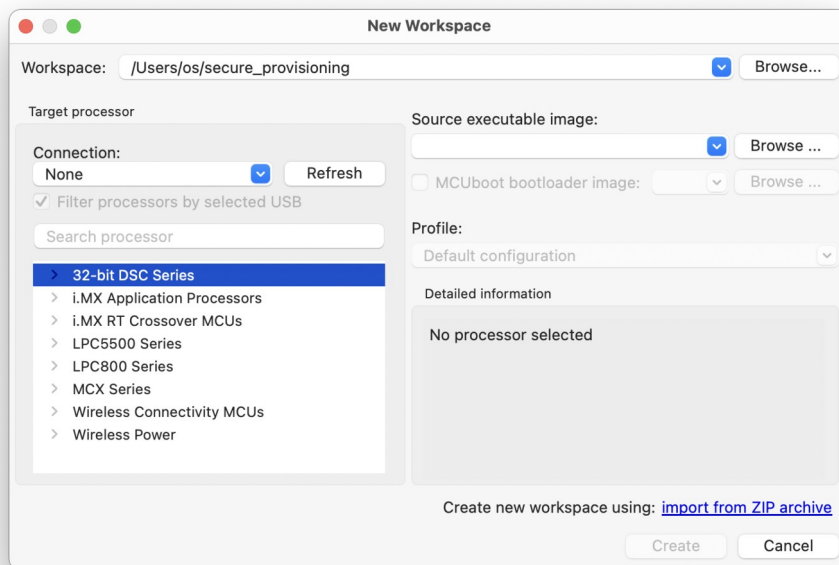 New Workspace
Workspace: /Users/os/secure_provisioning Browse...
Target processor
Connection:
None Refresh
Filter processors by selected USB
Search processor
32-bit DSC Series
i.MX Application Processors
i.MX RT Crossover MCUs
LPC5500 Series
LPC800 Series
MCX Series
Wireless Connectivity MCUs
Wireless Power
Source executable image:
Browse ...
MCUboot bootloader image: Browse ...
Profile:
Default configuration
Detailed information
No processor selected
Create new workspace using: import from ZIP archive
Create Cancel